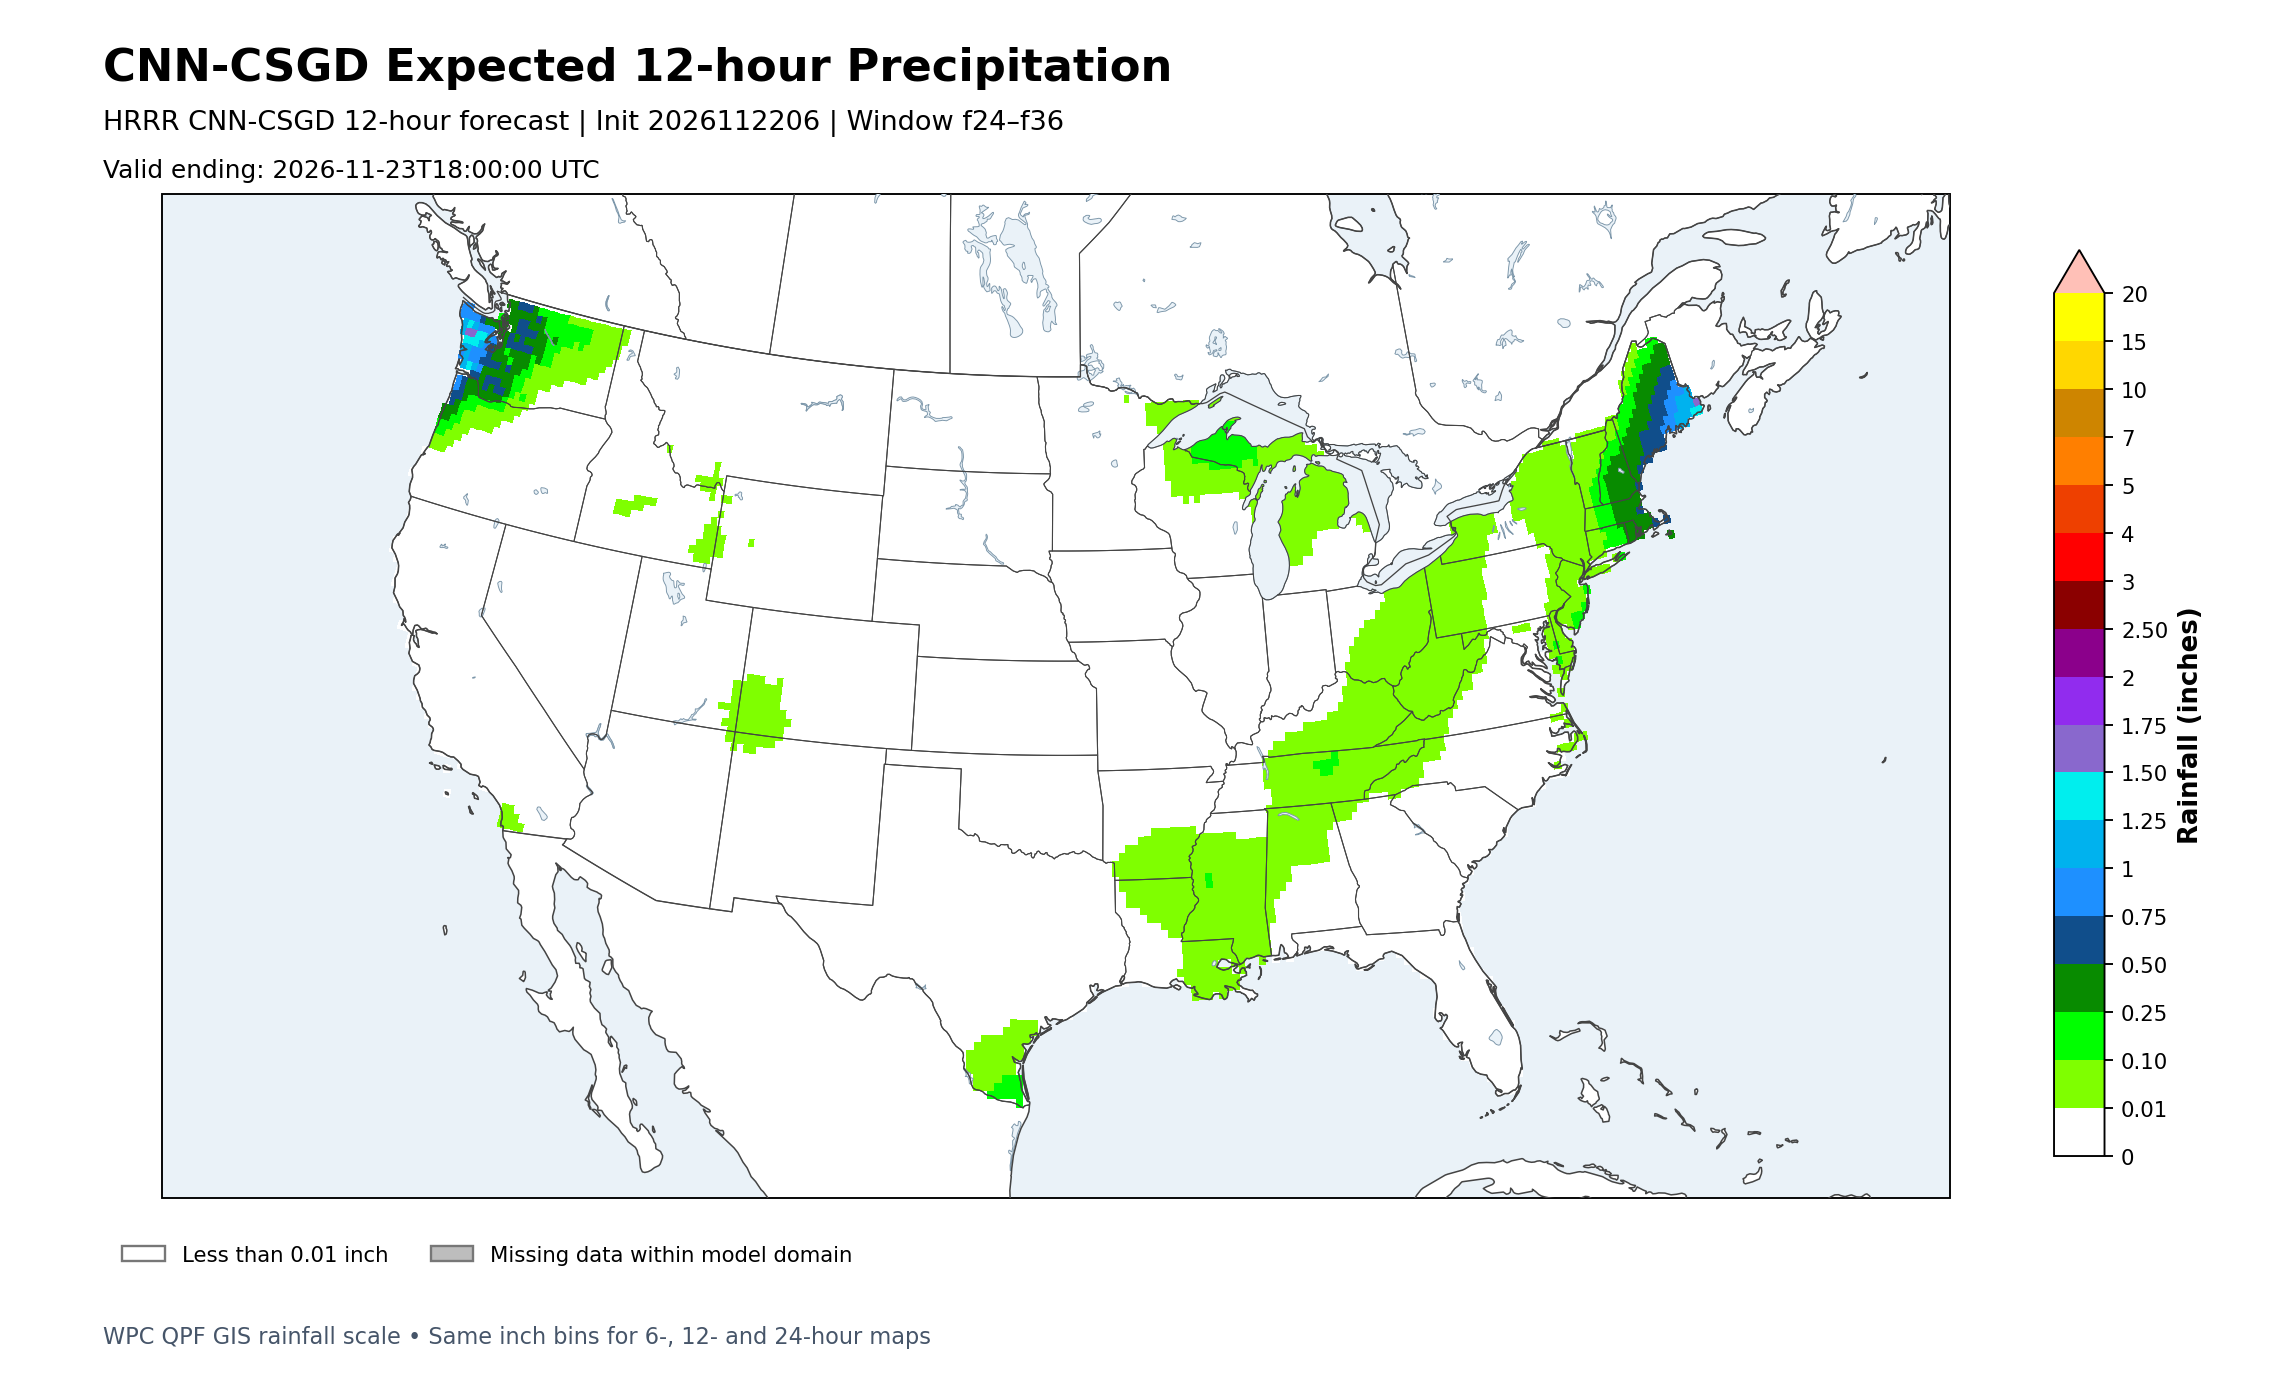 CNN-CSGD Expected 12-hour Precipitation
HRRR CNN-CSGD 12-hour forecast | Init 2026112206 | Window f24–f36
Valid ending: 2026-11-23T18:00:00 UTC
20
15
10
7
5
4
3
2.50
2
1.75
1.50
1.25
1
0.75
0.50
0.25
0.10
0.01
0
Rainfall (inches)
Less than 0.01 inch
Missing data within model domain
WPC QPF GIS rainfall scale • Same inch bins for 6-, 12- and 24-hour maps